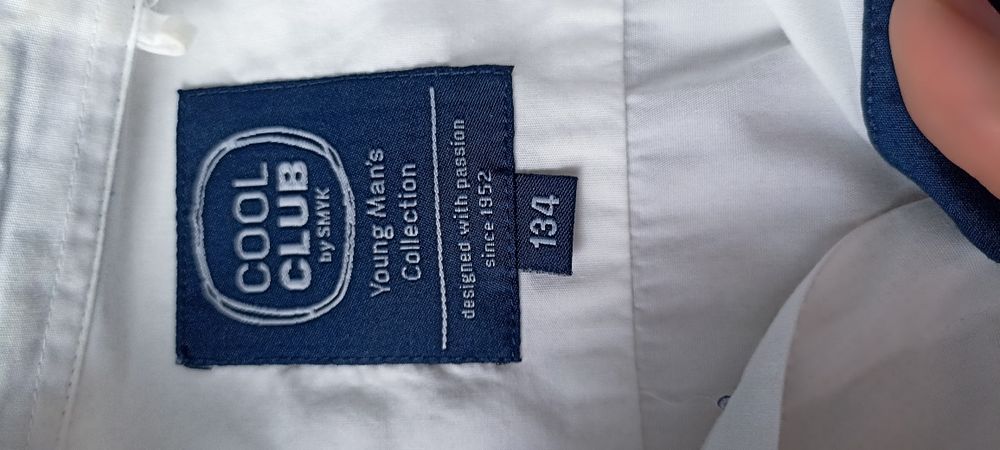 COOL
CLUB
by SMYK
Young Man's
Collection
designed with passion
since 1952
134